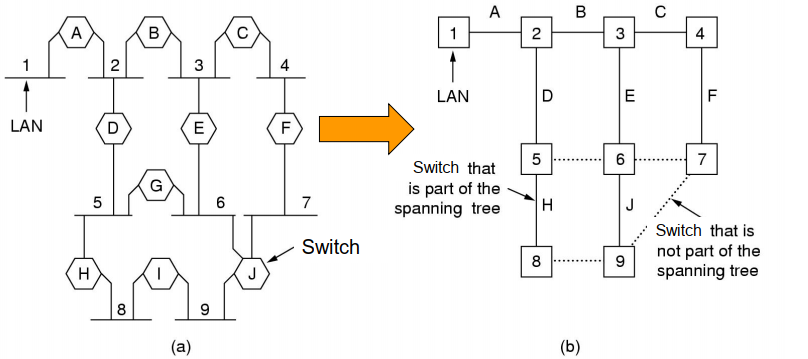 A B C
1 2 3 4
LAN
D E F
G
5 6 7
Switch
H I J
8 9
(a)
A B C
1 2 3 4
LAN
D E F
5 6 7
Switch that
is part of the
spanning tree
H J
Switch that is
not part of the
spanning tree
8 9
(b)